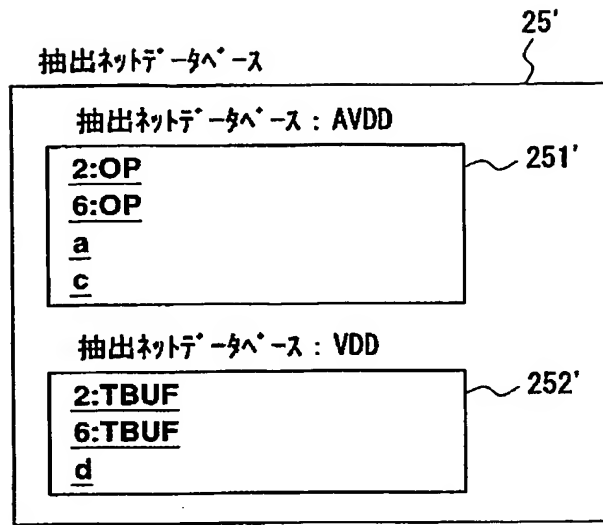 25'
抽出ネットデータベース
抽出ネットデータベース : AVDD
251'
2:OP
6:OP
a
c
抽出ネットデータベース : VDD
252'
2:TBUF
6:TBUF
d